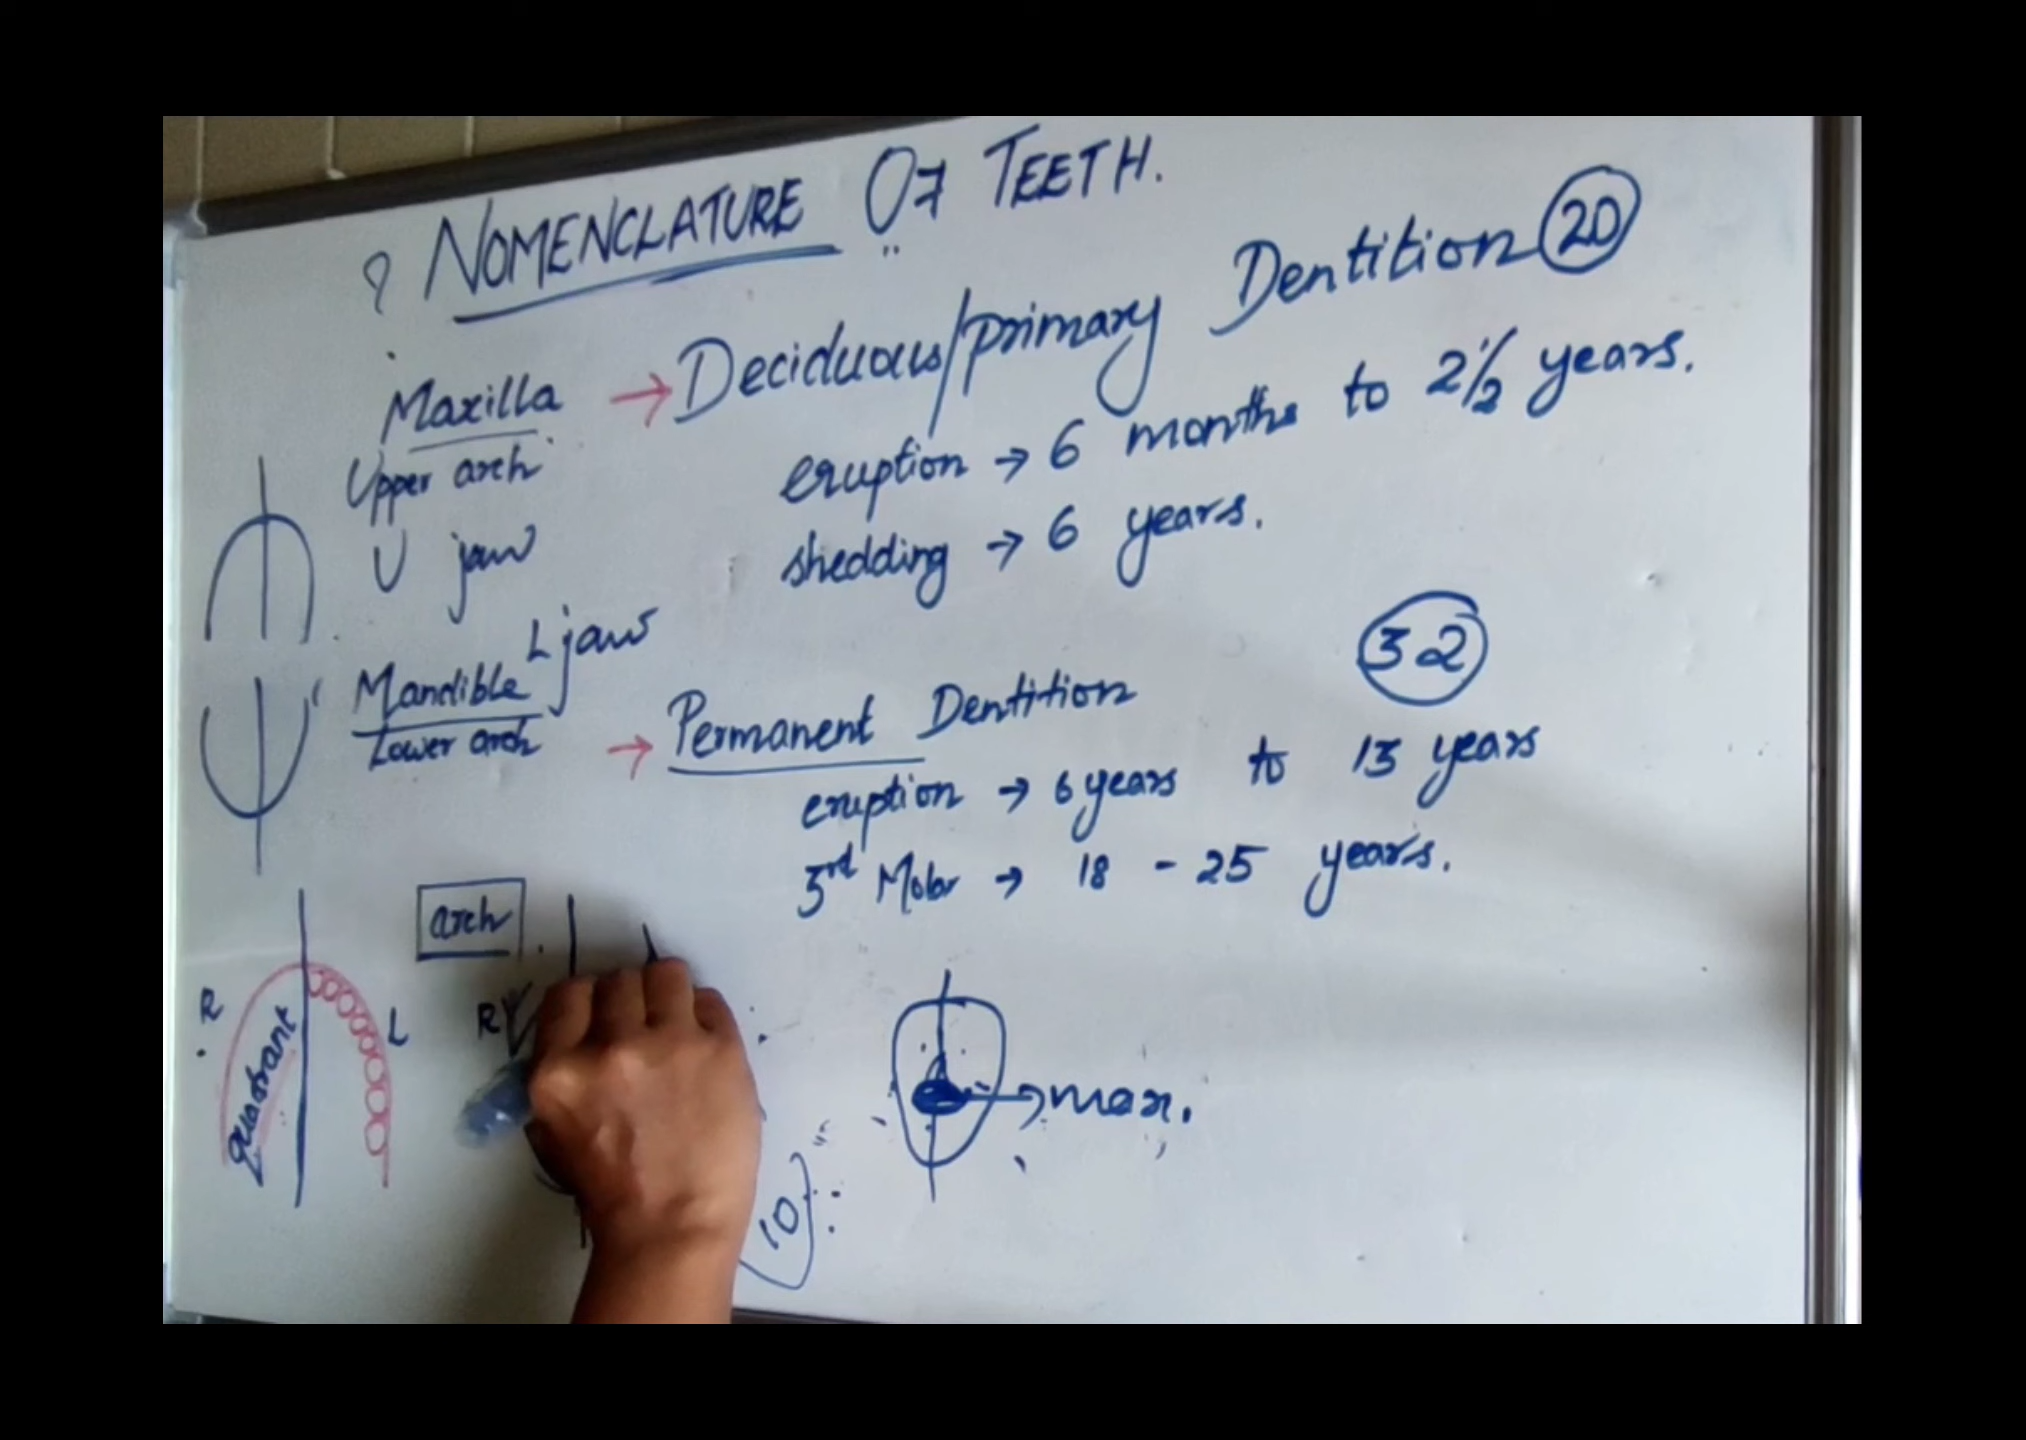 NOMENCLATURE OF TEETH.
Maxilla → Deciduous/primary Dentition 20
Upper arch
eruption → 6 months to 2 1/2 years.
U jaw
shedding → 6 years.
L jaw
Mandible
Lower arch
32
→ Permanent Dentition
eruption → 6 years to 13 years
3rd Molar → 18 - 25 years.
arch
R
quadrant
L
R
max.
10